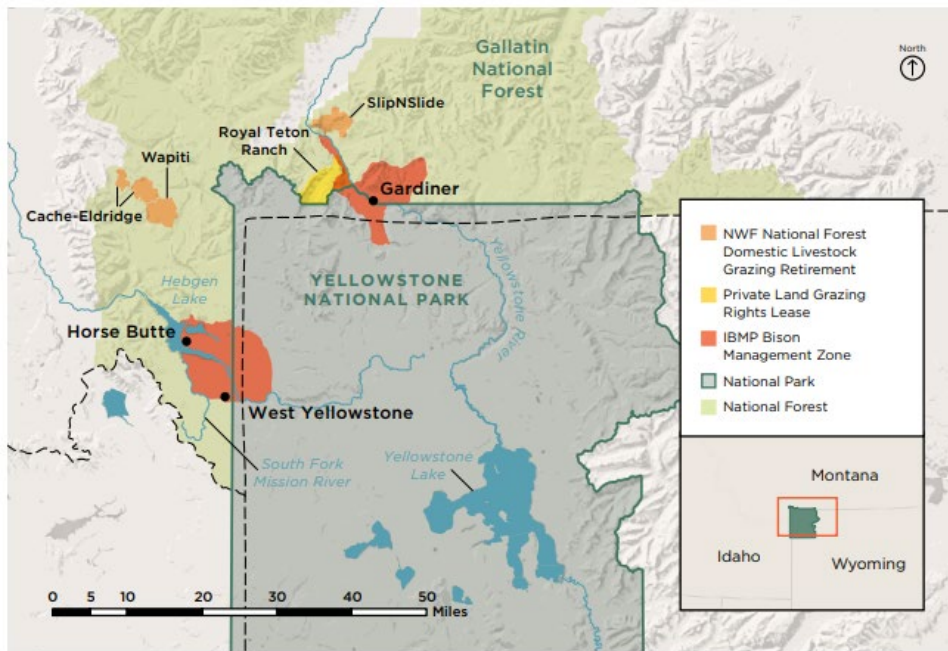 Gallatin
National
Forest
North
SlipNSlide
Royal Teton
Ranch
Wapiti
Cache-Eldridge
Gardiner
NWF National Forest
Domestic Livestock
Grazing Retirement
Private Land Grazing
Rights Lease
IBMP Bison
Management Zone
National Park
National Forest
YELLOWSTONE
NATIONAL PARK
Yellowstone
River
Hebgen
Lake
Horse Butte
West Yellowstone
South Fork
Mission River
Yellowstone
Lake
Montana
Idaho
Wyoming
0 5 10 20 30 40 50
Miles